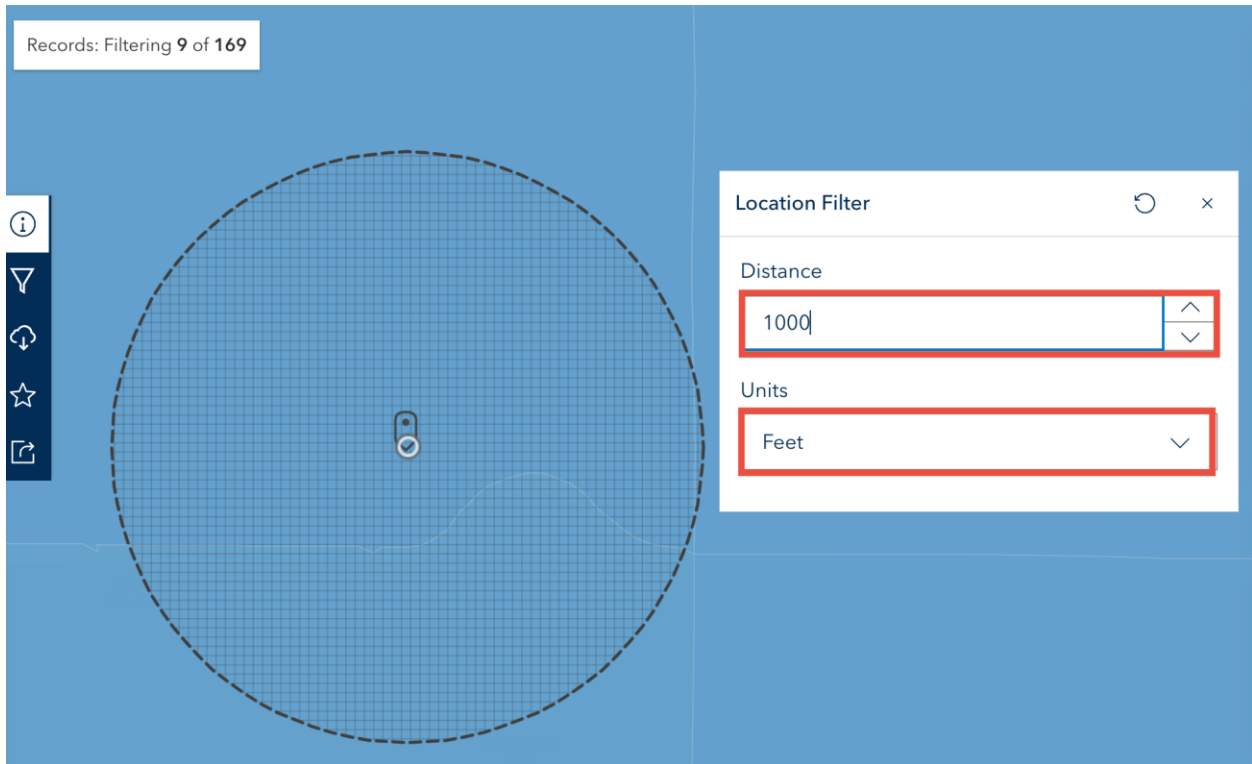 Records: Filtering 9 of 169
Location Filter
Distance
1000
Units
Feet